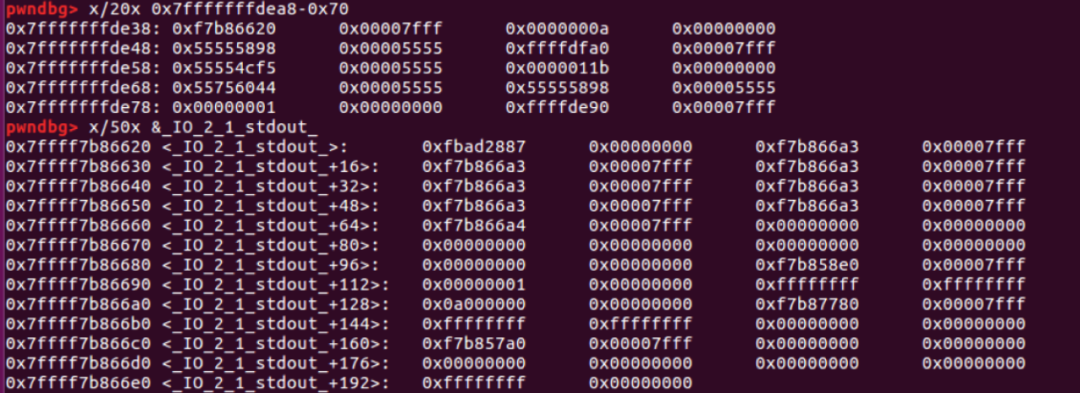 pwndbg> x/20x 0x7fffffffdea8-0x70
0x7fffffffde38: 0xf7b86620 0x00007fff 0x0000000a 0x00000000
0x7fffffffde48: 0x55555898 0x00005555 0xffffdfa0 0x00007fff
0x7fffffffde58: 0x55554cf5 0x00005555 0x0000011b 0x00000000
0x7fffffffde68: 0x55756044 0x00005555 0x55555898 0x00005555
0x7fffffffde78: 0x00000001 0x00000000 0xffffde90 0x00007fff
pwndbg> x/50x &_IO_2_1_stdout_
0x7ffff7b86620 <_IO_2_1_stdout_>: 0xfbad2887 0x00000000 0xf7b866a3 0x00007fff
0x7ffff7b86630 <_IO_2_1_stdout_+16>: 0xf7b866a3 0x00007fff 0xf7b866a3 0x00007fff
0x7ffff7b86640 <_IO_2_1_stdout_+32>: 0xf7b866a3 0x00007fff 0xf7b866a3 0x00007fff
0x7ffff7b86650 <_IO_2_1_stdout_+48>: 0xf7b866a3 0x00007fff 0xf7b866a3 0x00007fff
0x7ffff7b86660 <_IO_2_1_stdout_+64>: 0xf7b866a4 0x00007fff 0x00000000 0x00000000
0x7ffff7b86670 <_IO_2_1_stdout_+80>: 0x00000000 0x00000000 0x00000000 0x00000000
0x7ffff7b86680 <_IO_2_1_stdout_+96>: 0x00000000 0x00000000 0xf7b858e0 0x00007fff
0x7ffff7b86690 <_IO_2_1_stdout_+112>: 0x00000001 0x00000000 0xffffffff 0xffffffff
0x7ffff7b866a0 <_IO_2_1_stdout_+128>: 0x0a000000 0x00000000 0xf7b87780 0x00007fff
0x7ffff7b866b0 <_IO_2_1_stdout_+144>: 0xffffffff 0xffffffff 0x00000000 0x00000000
0x7ffff7b866c0 <_IO_2_1_stdout_+160>: 0xf7b857a0 0x00007fff 0x00000000 0x00000000
0x7ffff7b866d0 <_IO_2_1_stdout_+176>: 0x00000000 0x00000000 0x00000000 0x00000000
0x7ffff7b866e0 <_IO_2_1_stdout_+192>: 0xffffffff 0x00000000